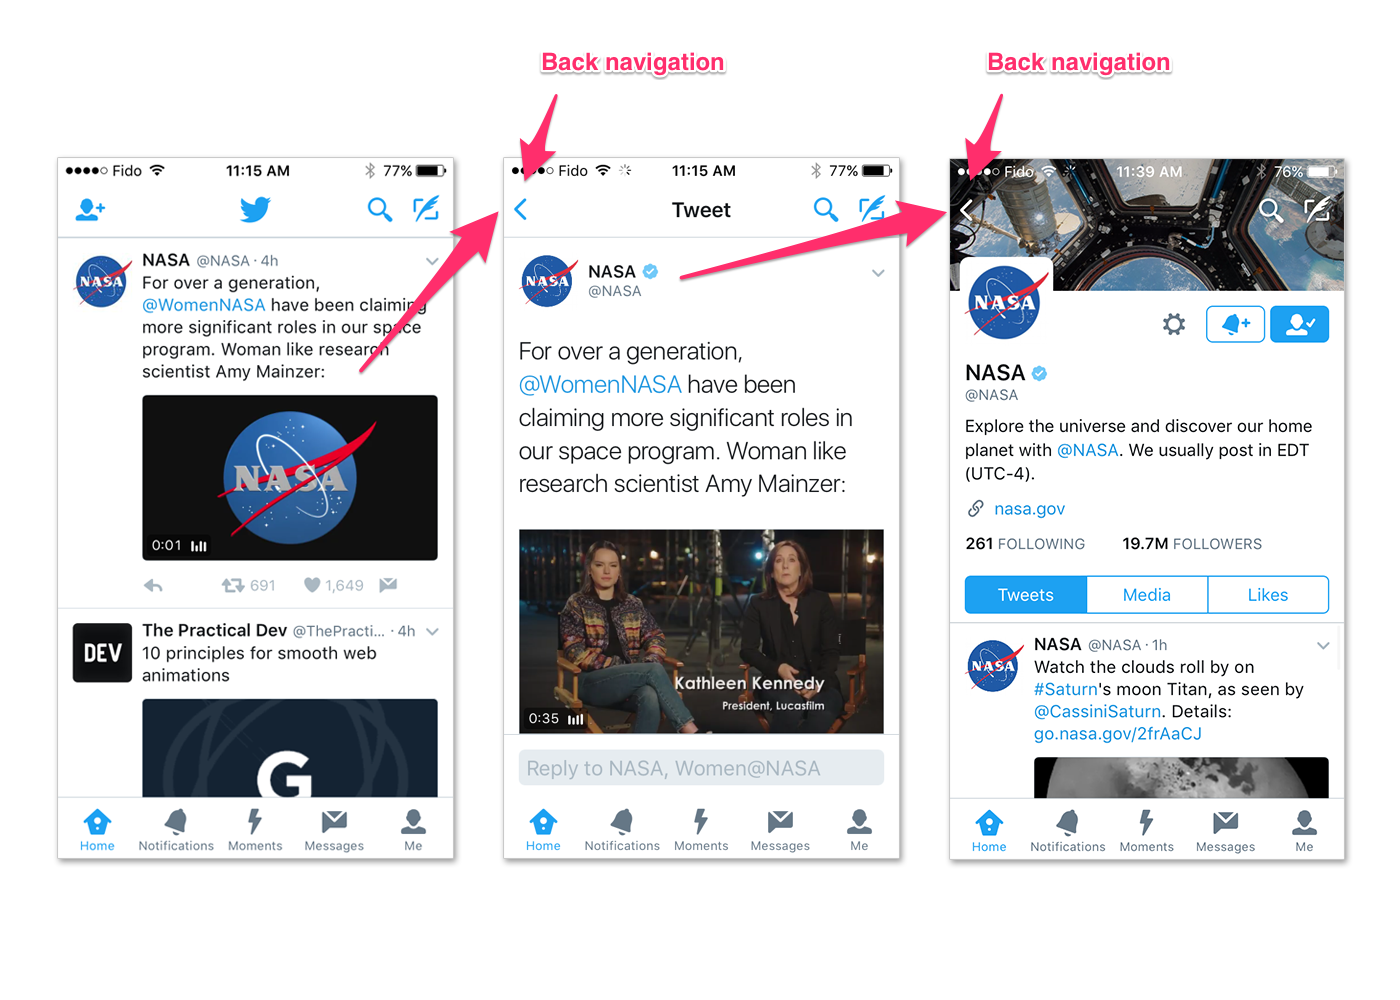 Back navigation
Back navigation
Fido
11:15 AM
77%
NASA @NASA · 4h
For over a generation,
@WomenNASA have been claiming
more significant roles in our space
program. Woman like research
scientist Amy Mainzer:
NASA
NASA
0:01
691
1,649
The Practical Dev @ThePracti... · 4h
DEV
10 principles for smooth web
animations
G
Home
Notifications
Moments
Messages
Me
Fido
11:15 AM
77%
Tweet
NASA
NASA
@NASA
For over a generation,
@WomenNASA have been
claiming more significant roles in
our space program. Woman like
research scientist Amy Mainzer:
Kathleen Kennedy
President, Lucasfilm
0:35
Reply to NASA, Women@NASA
Home
Notifications
Moments
Messages
Me
Fido
11:39 AM
76%
NASA
NASA
@NASA
Explore the universe and discover our home
planet with @NASA. We usually post in EDT
(UTC-4).
nasa.gov
261 FOLLOWING
19.7M FOLLOWERS
Tweets
Media
Likes
NASA @NASA · 1h
NASA
Watch the clouds roll by on
#Saturn's moon Titan, as seen by
@CassiniSaturn. Details:
go.nasa.gov/2frAaCJ
Home
Notifications
Moments
Messages
Me